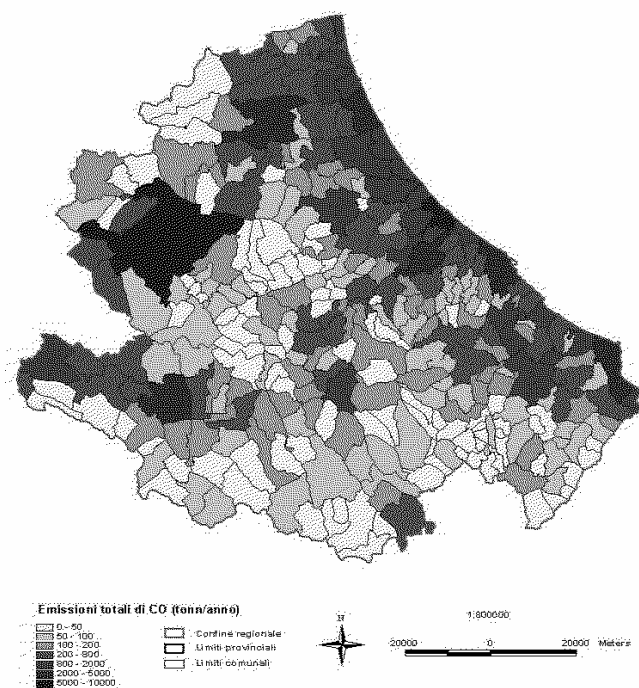 Emissioni totali di CO (tonn/anno)
0 - 50
50 - 100
100 - 200
200 - 800
800 - 2000
2000 - 5000
5000 - 10000
Confine regionale
Limiti provinciali
Limiti comunali
N
1:800000
20000 0 20000 Meters